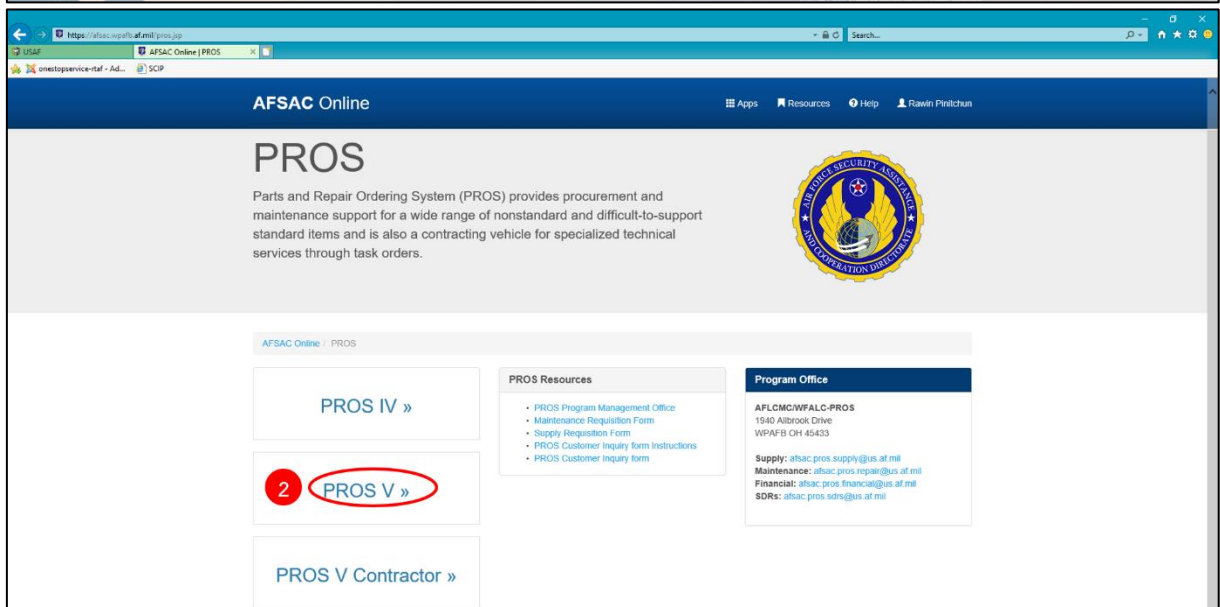 https://afsac.wpafb.af.mil/pros.jsp
Search...
USAF
AFSAC Online | PROS
onestopservice-rtaf - Ad...
SCIP
AFSAC Online
Apps
Resources
Help
Rawin Pinitchun
PROS
Parts and Repair Ordering System (PROS) provides procurement and
maintenance support for a wide range of nonstandard and difficult-to-support
standard items and is also a contracting vehicle for specialized technical
services through task orders.
AIR FORCE SECURITY ASSISTANCE
AND COOPERATION DIRECTORATE
AFSAC Online / PROS
PROS IV »
2
PROS V »
PROS V Contractor »
PROS Resources
• PROS Program Management Office
• Maintenance Requisition Form
• Supply Requisition Form
• PROS Customer Inquiry form Instructions
• PROS Customer Inquiry form
Program Office
AFLCMC/WFALC-PROS
1940 Allbrook Drive
WPAFB OH 45433
Supply: afsac.pros.supply@us.af.mil
Maintenance: afsac.pros.repair@us.af.mil
Financial: afsac.pros.financial@us.af.mil
SDRs: afsac.pros.sdrs@us.af.mil